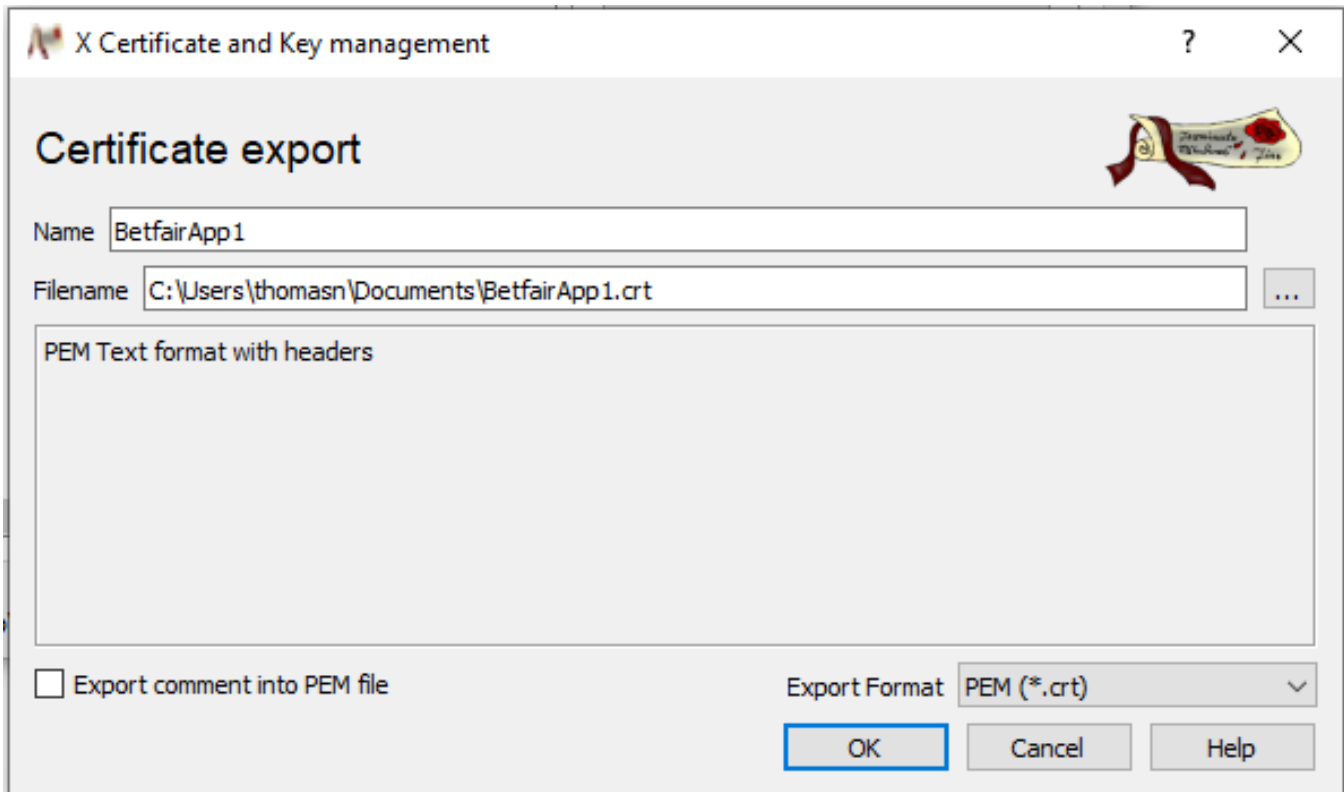 X Certificate and Key management
?
Certificate export
Name BetfairApp1
Filename C:\Users\thomasn\Documents\BetfairApp1.crt
...
PEM Text format with headers
Export comment into PEM file
Export Format PEM (*.crt)
OK Cancel Help